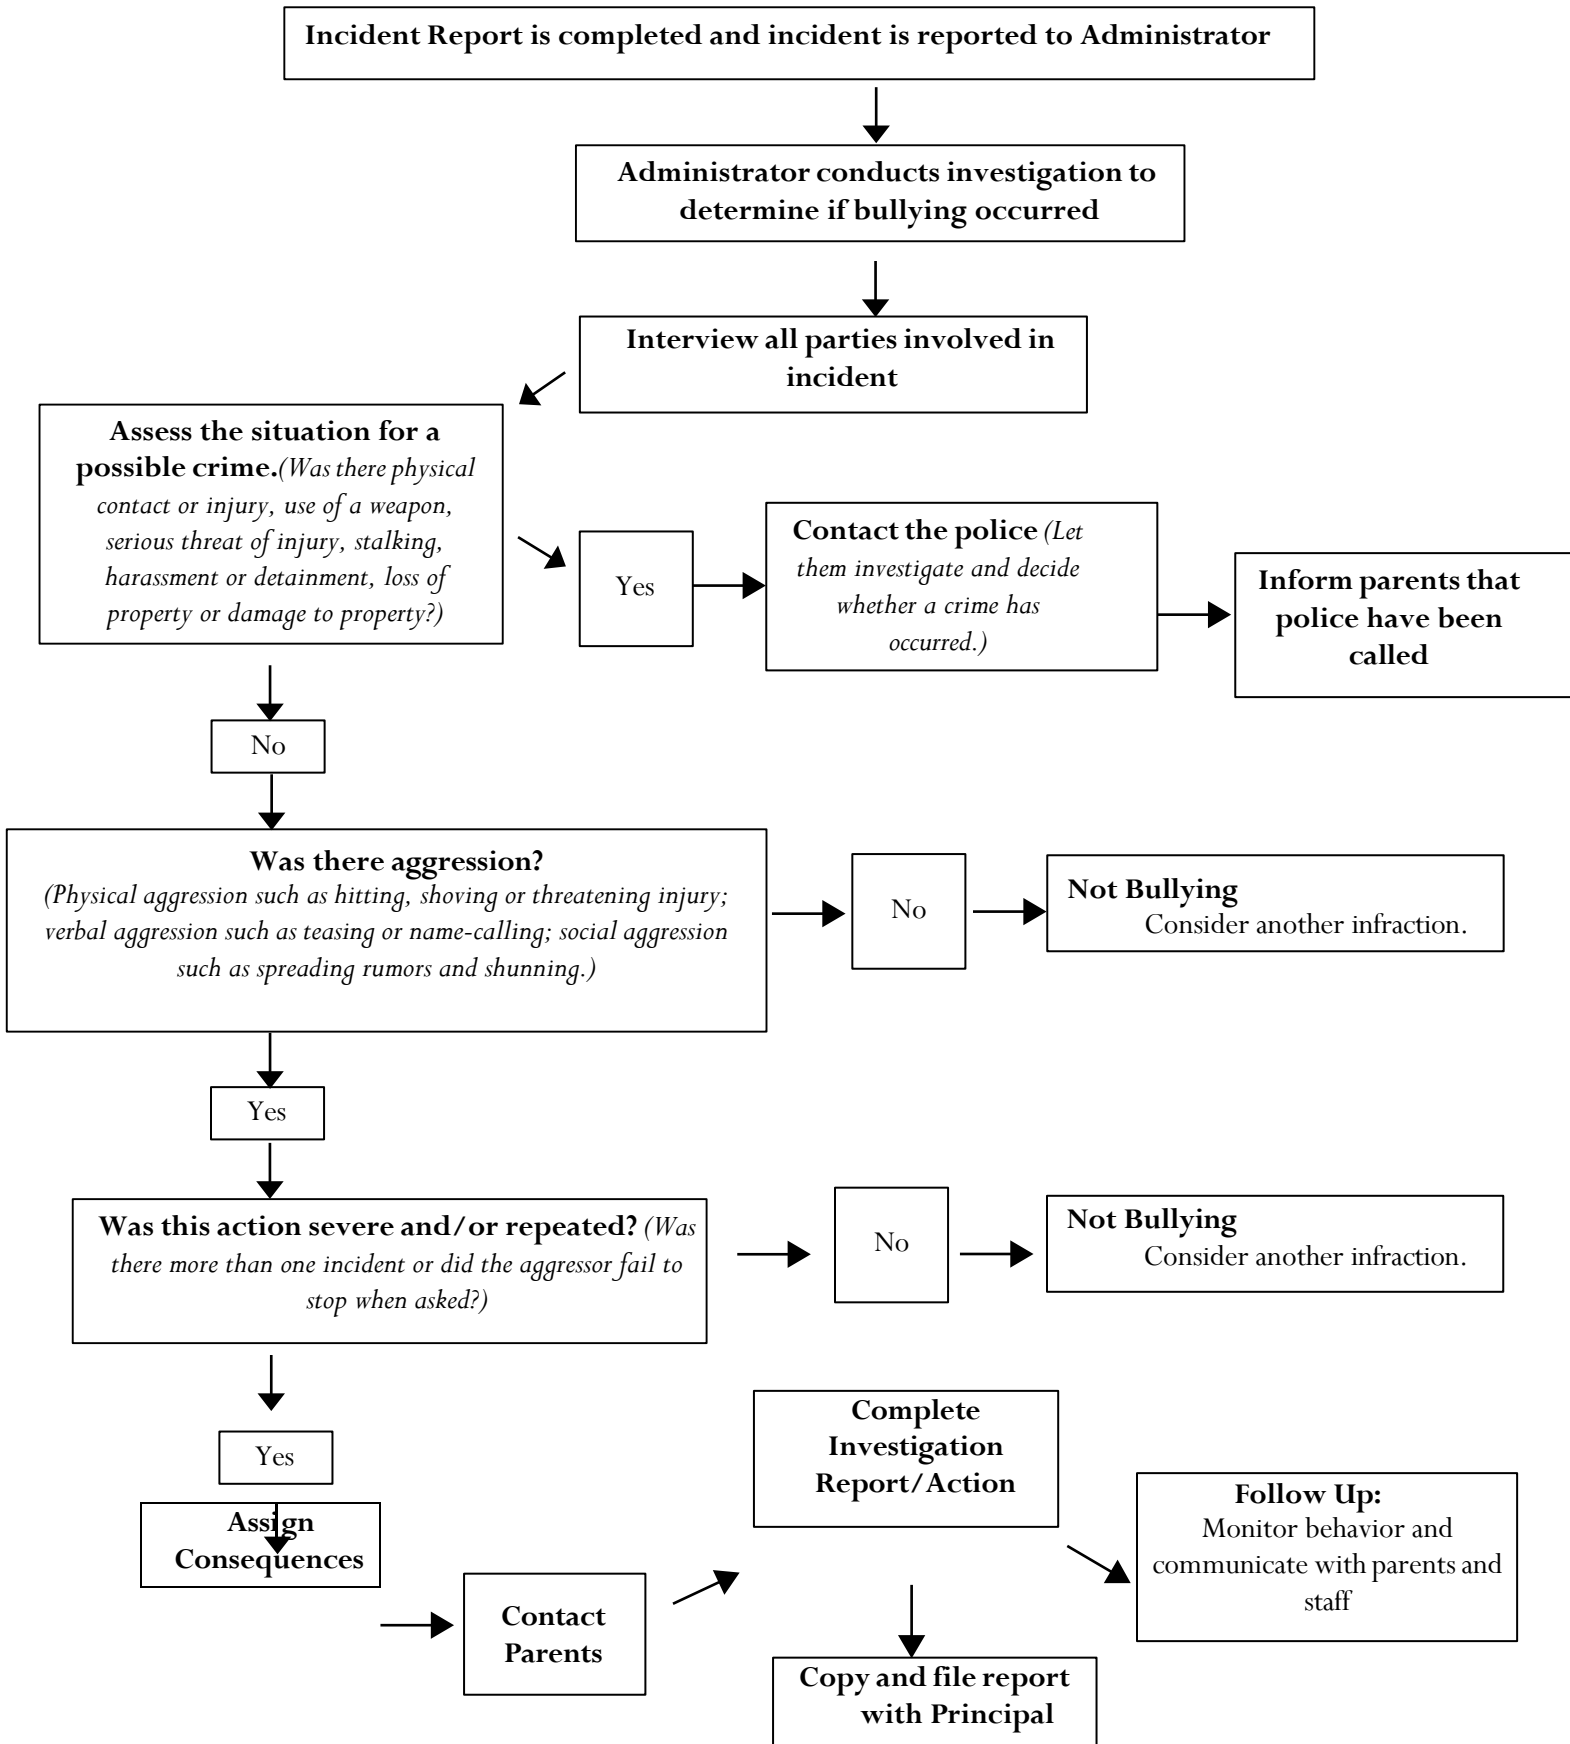 Incident Report is completed and incident is reported to Administrator
Administrator conducts investigation to
determine if bullying occurred
Interview all parties involved in
incident
Assess the situation for a
possible crime.(Was there physical
contact or injury, use of a weapon,
serious threat of injury, stalking,
harassment or detainment, loss of
property or damage to property?)
Yes
Contact the police (Let
them investigate and decide
whether a crime has
occurred.)
Inform parents that
police have been
called
No
Was there aggression?
(Physical aggression such as hitting, shoving or threatening injury;
verbal aggression such as teasing or name-calling; social aggression
such as spreading rumors and shunning.)
No
Not Bullying
Consider another infraction.
Yes
Was this action severe and/or repeated? (Was
there more than one incident or did the aggressor fail to
stop when asked?)
No
Not Bullying
Consider another infraction.
Yes
Assign
Consequences
Contact
Parents
Complete
Investigation
Report/Action
Follow Up:
Monitor behavior and
communicate with parents and
staff
Copy and file report
with Principal